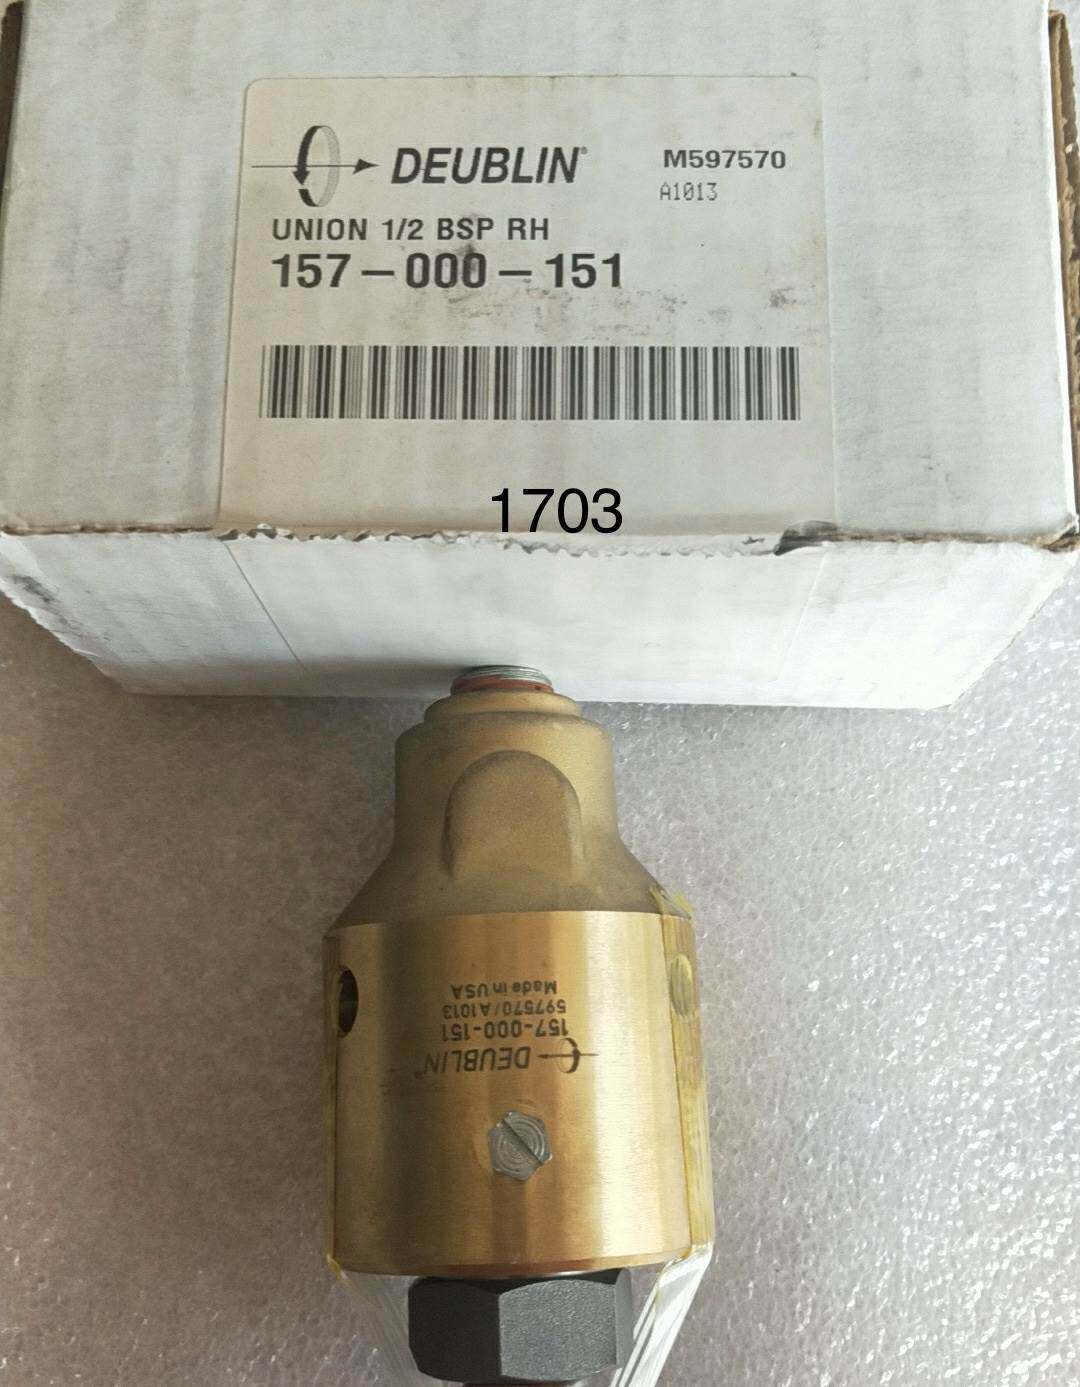 DEUBLIN®
M597570
A1013
UNION 1/2 BSP RH
157-000-151
1703
DEUBLIN
157-000-151
597570/A1013
Made in USA